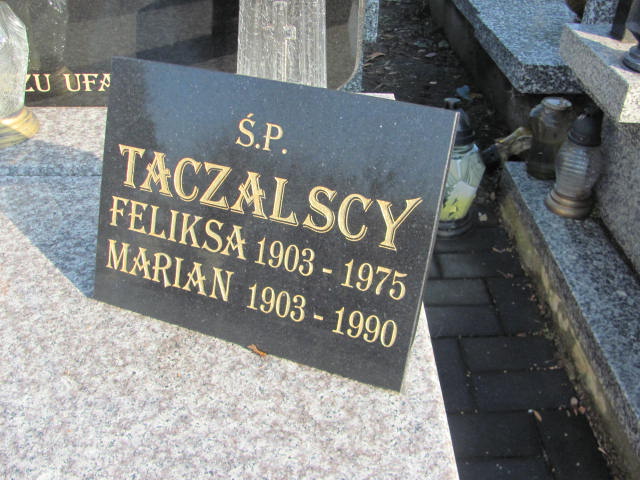 ZU UFA
Ś.P.
TACZALSCY
FELIKSA 1903 - 1975
MARIAN 1903 - 1990